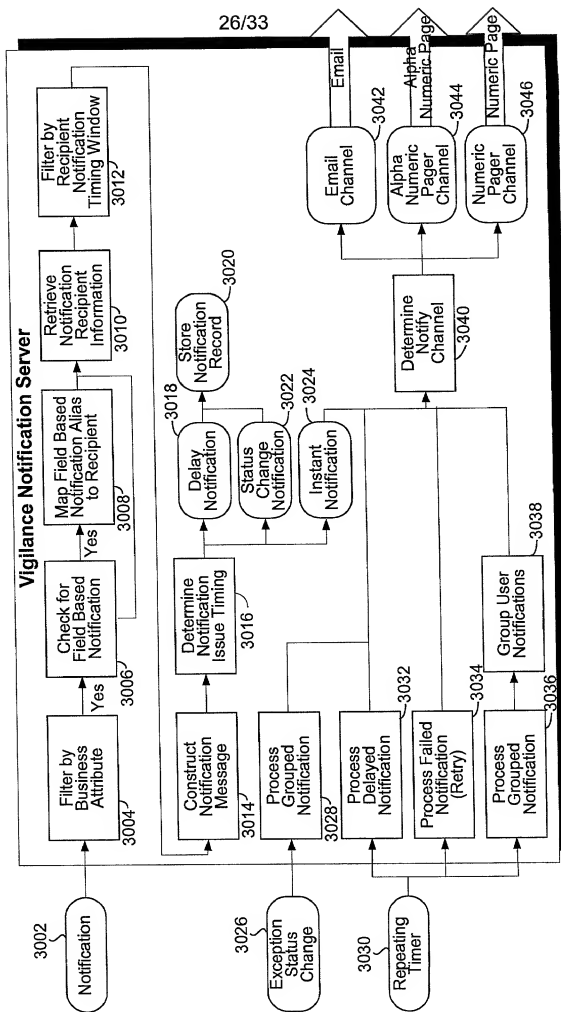 26/33
Vigilance Notification Server
3002
Notification
Filter by
Business
Attribute
3004
Yes
Check for
Field Based
Notification
3006
Yes
Map Field Based
Notification Alias
to Recipient
3008
Retrieve
Notification
Recipient
Information
3010
Filter by
Recipient
Notification
Timing Window
3012
Construct
Notification
Message
3014
Determine
Notification
Issue Timing
3016
3018
Delay
Notification
Store
Notification
Record
3020
Status
Change
Notification
3022
Instant
Notification
3024
3026
Exception
Status
Change
Process
Grouped
Notification
3028
3030
Repeating
Timer
Process
Delayed
Notification
3032
Process Failed
Notification
(Retry)
3034
Process
Grouped
Notification
3036
Group User
Notifications
3038
Determine
Notify
Channel
3040
Email
Channel
3042
Email
Alpha
Numeric
Pager
Channel
3044
Alpha
Numeric Page
Numeric
Pager
Channel
3046
Numeric Page